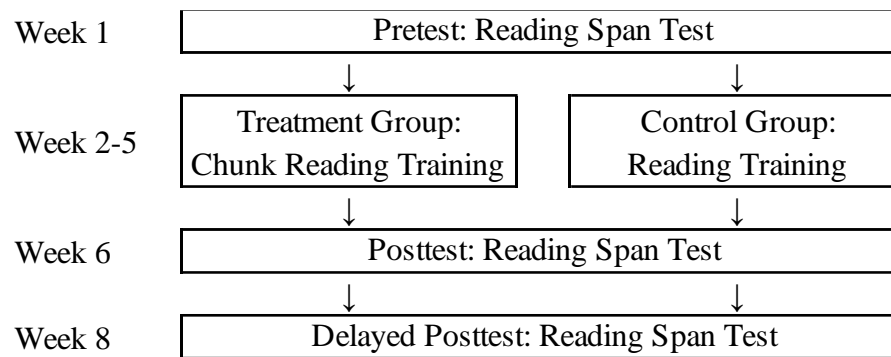 Week 1
Pretest: Reading Span Test
↓ ↓
Week 2-5
Treatment Group:
Chunk Reading Training
Control Group:
Reading Training
↓ ↓
Week 6
Posttest: Reading Span Test
↓ ↓
Week 8
Delayed Posttest: Reading Span Test